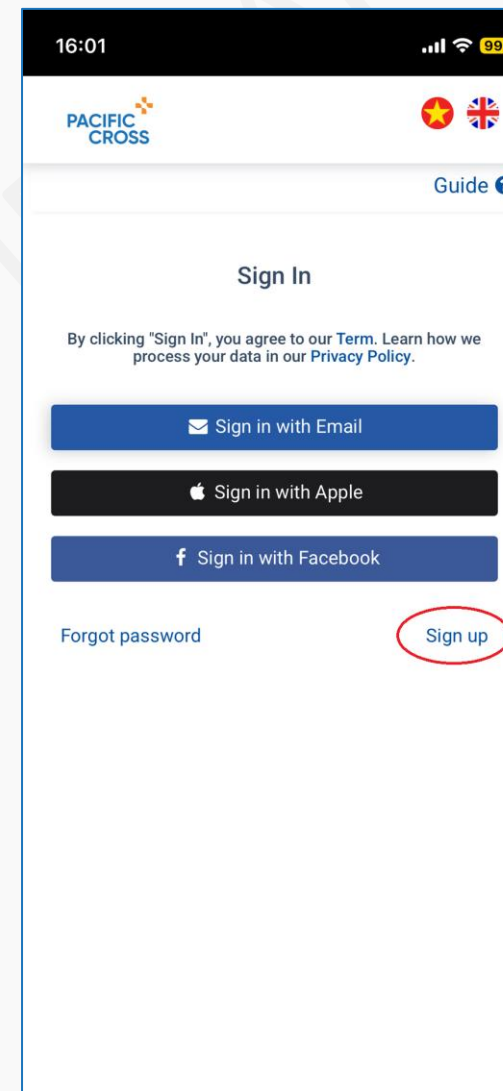 16:01
99
PACIFIC
CROSS
Guide
Sign In
By clicking "Sign In", you agree to our Term. Learn how we
process your data in our Privacy Policy.
Sign in with Email
Sign in with Apple
f Sign in with Facebook
Forgot password
Sign up